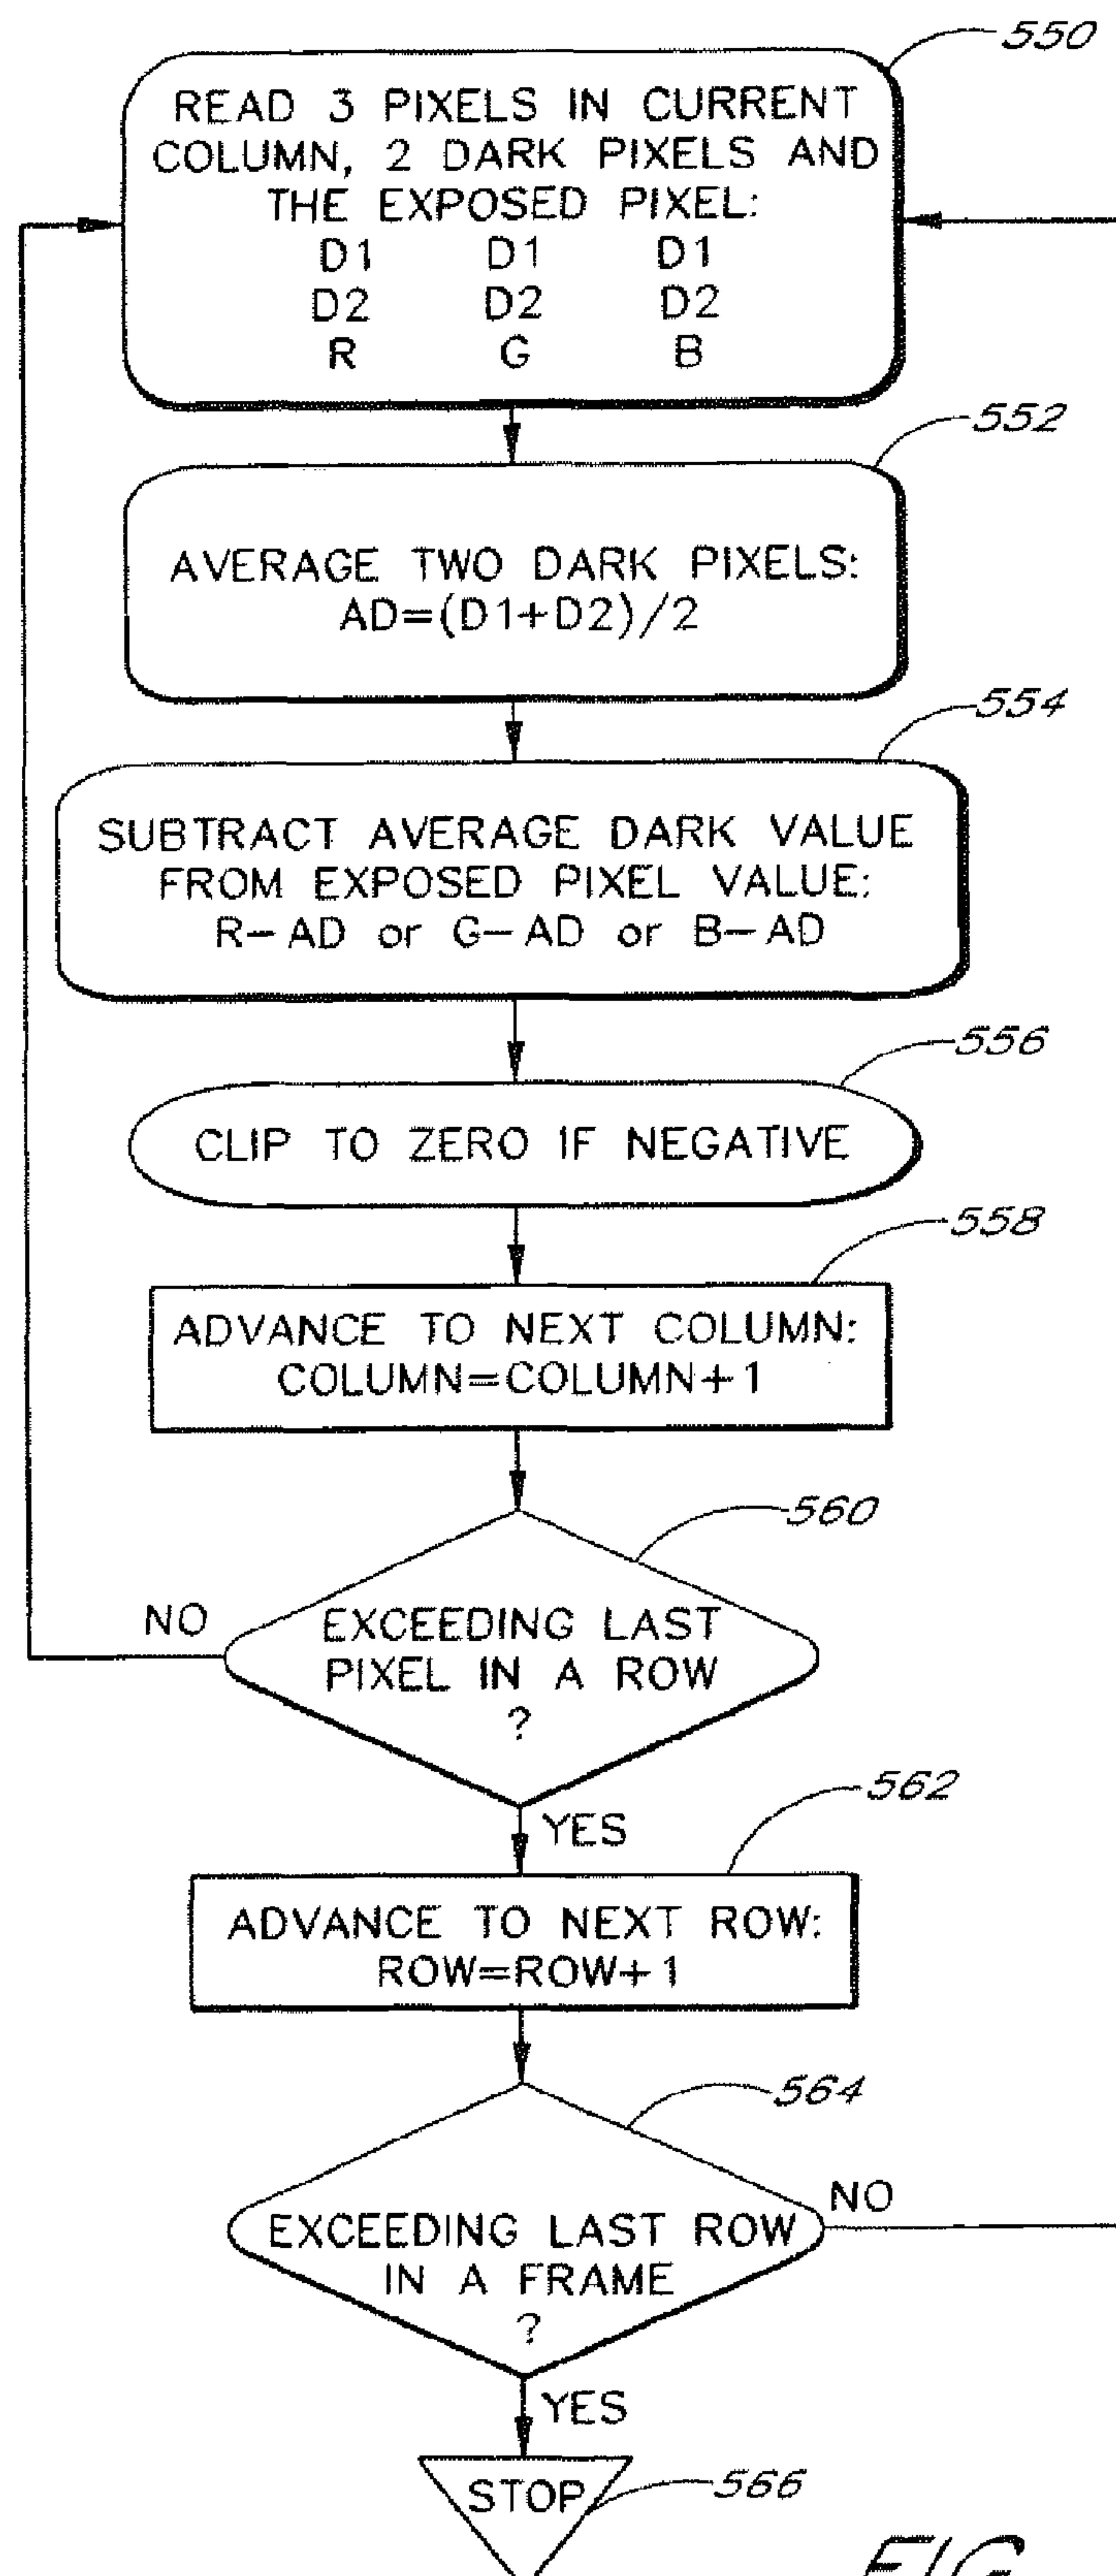 550
READ 3 PIXELS IN CURRENT
COLUMN, 2 DARK PIXELS AND
THE EXPOSED PIXEL:
D1 D1 D1
D2 D2 D2
R G B
552
AVERAGE TWO DARK PIXELS:
AD=(D1+D2)/2
554
SUBTRACT AVERAGE DARK VALUE
FROM EXPOSED PIXEL VALUE:
R-AD or G-AD or B-AD
556
CLIP TO ZERO IF NEGATIVE
558
ADVANCE TO NEXT COLUMN:
COLUMN=COLUMN+1
560
NO
EXCEEDING LAST
PIXEL IN A ROW
?
562
YES
ADVANCE TO NEXT ROW:
ROW=ROW+1
564
NO
EXCEEDING LAST ROW
IN A FRAME
?
YES
STOP
566
FIG